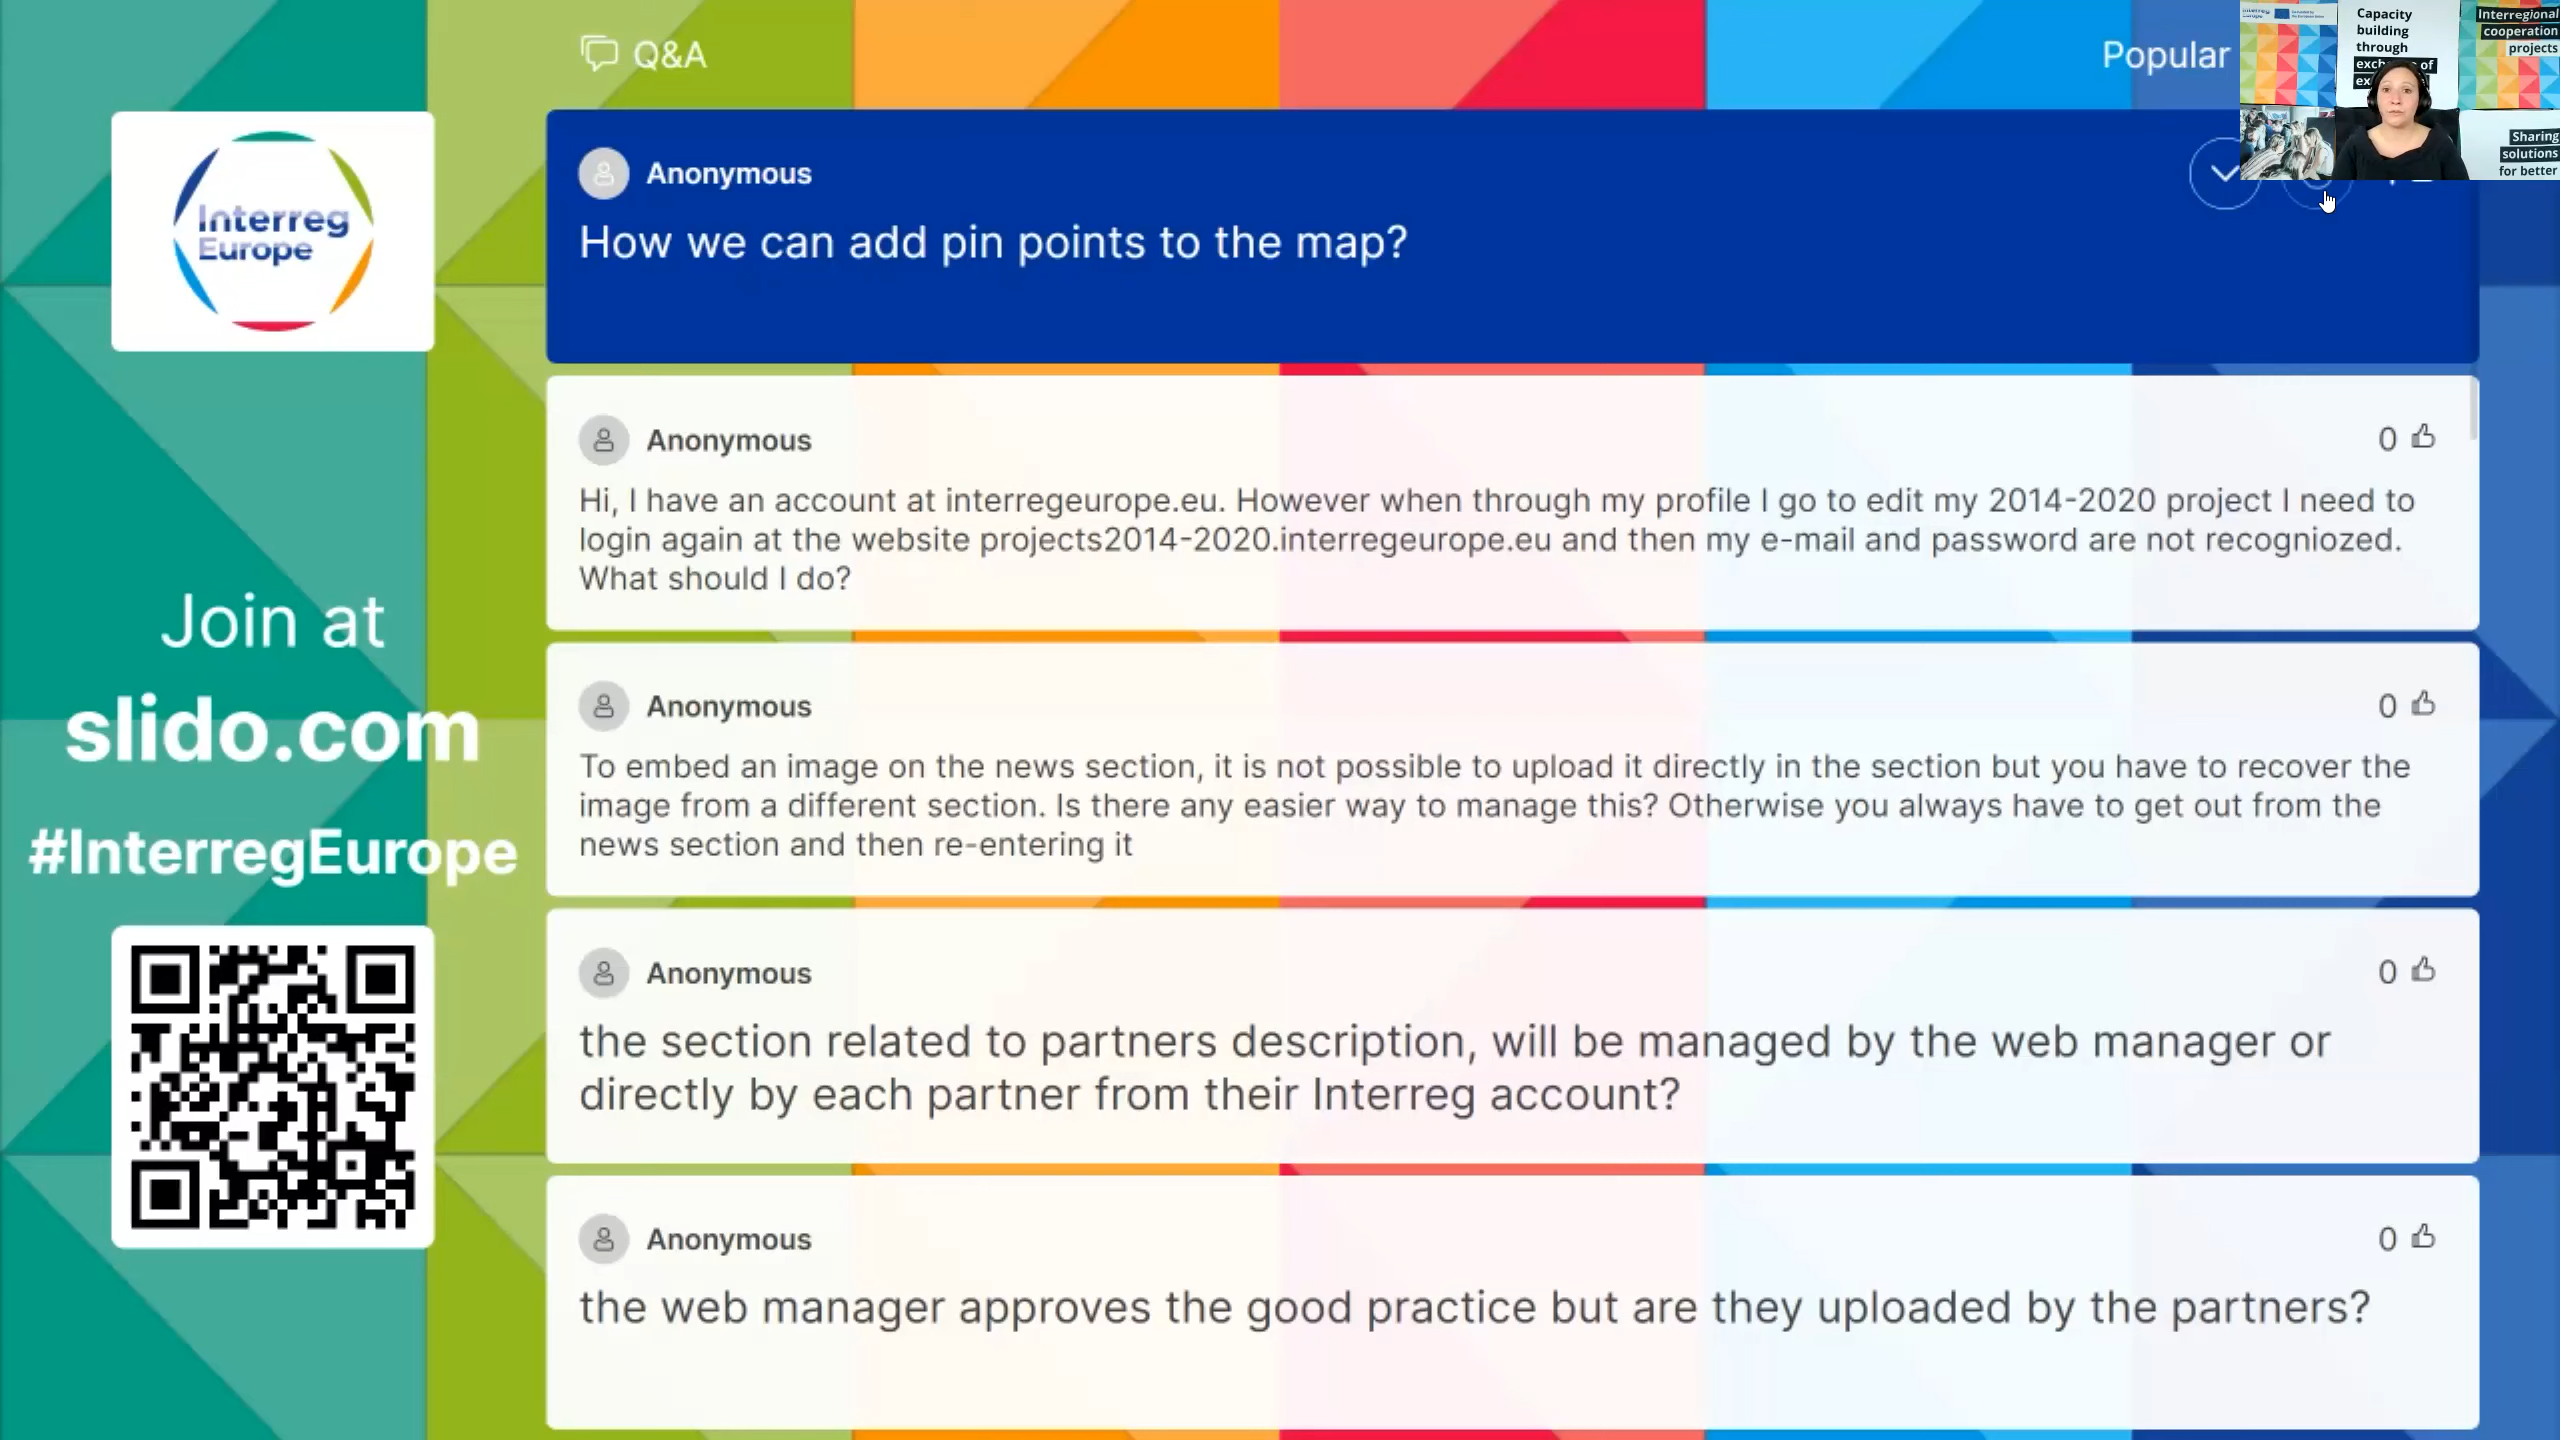 Q&A
Popular
Interreg
Europe
Join at
slido.com
#InterregEurope
Anonymous
How we can add pin points to the map?
Anonymous
0
Hi, I have an account at interregeurope.eu. However when through my profile I go to edit my 2014-2020 project I need to
login again at the website projects2014-2020.interregeurope.eu and then my e-mail and password are not recogniozed.
What should I do?
Anonymous
0
To embed an image on the news section, it is not possible to upload it directly in the section but you have to recover the
image from a different section. Is there any easier way to manage this? Otherwise you always have to get out from the
news section and then re-entering it
Anonymous
0
the section related to partners description, will be managed by the web manager or
directly by each partner from their Interreg account?
Anonymous
0
the web manager approves the good practice but are they uploaded by the partners?
Capacity
building
through
of
Interregional
cooperation
projects
Sharing
solutions
for better